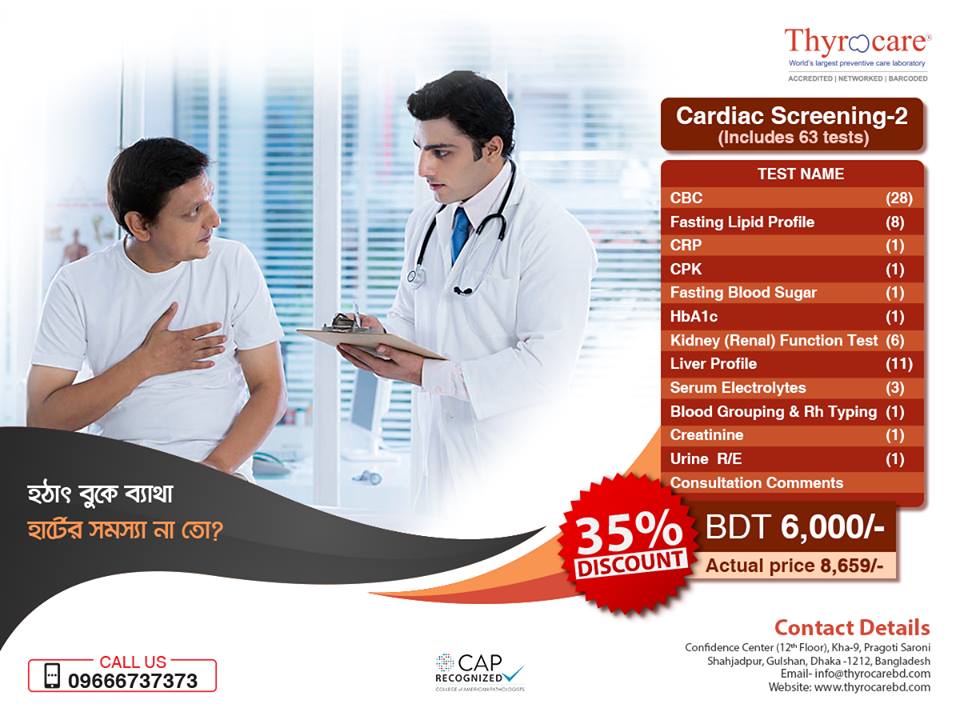 Thyrocare®
World's largest preventive care laboratory
ACCREDITED | NETWORKED | BARCODED
Cardiac Screening-2
(Includes 63 tests)
TEST NAME
CBC (28)
Fasting Lipid Profile (8)
CRP (1)
CPK (1)
Fasting Blood Sugar (1)
HbA1c (1)
Kidney (Renal) Function Test (6)
Liver Profile (11)
Serum Electrolytes (3)
Blood Grouping & Rh Typing (1)
Creatinine (1)
Urine R/E (1)
Consultation Comments
হঠাৎ বুকে ব্যাথা
হার্টের সমস্যা না তো?
35%
DISCOUNT
BDT 6,000/-
Actual price 8,659/-
Contact Details
Confidence Center (12th Floor), Kha-9, Pragoti Saroni
Shahjadpur, Gulshan, Dhaka -1212, Bangladesh
Email- info@thyrocarebd.com
Website: www.thyrocarebd.com
CALL US
09666737373
CAP
RECOGNIZED
COLLEGE of AMERICAN PATHOLOGISTS